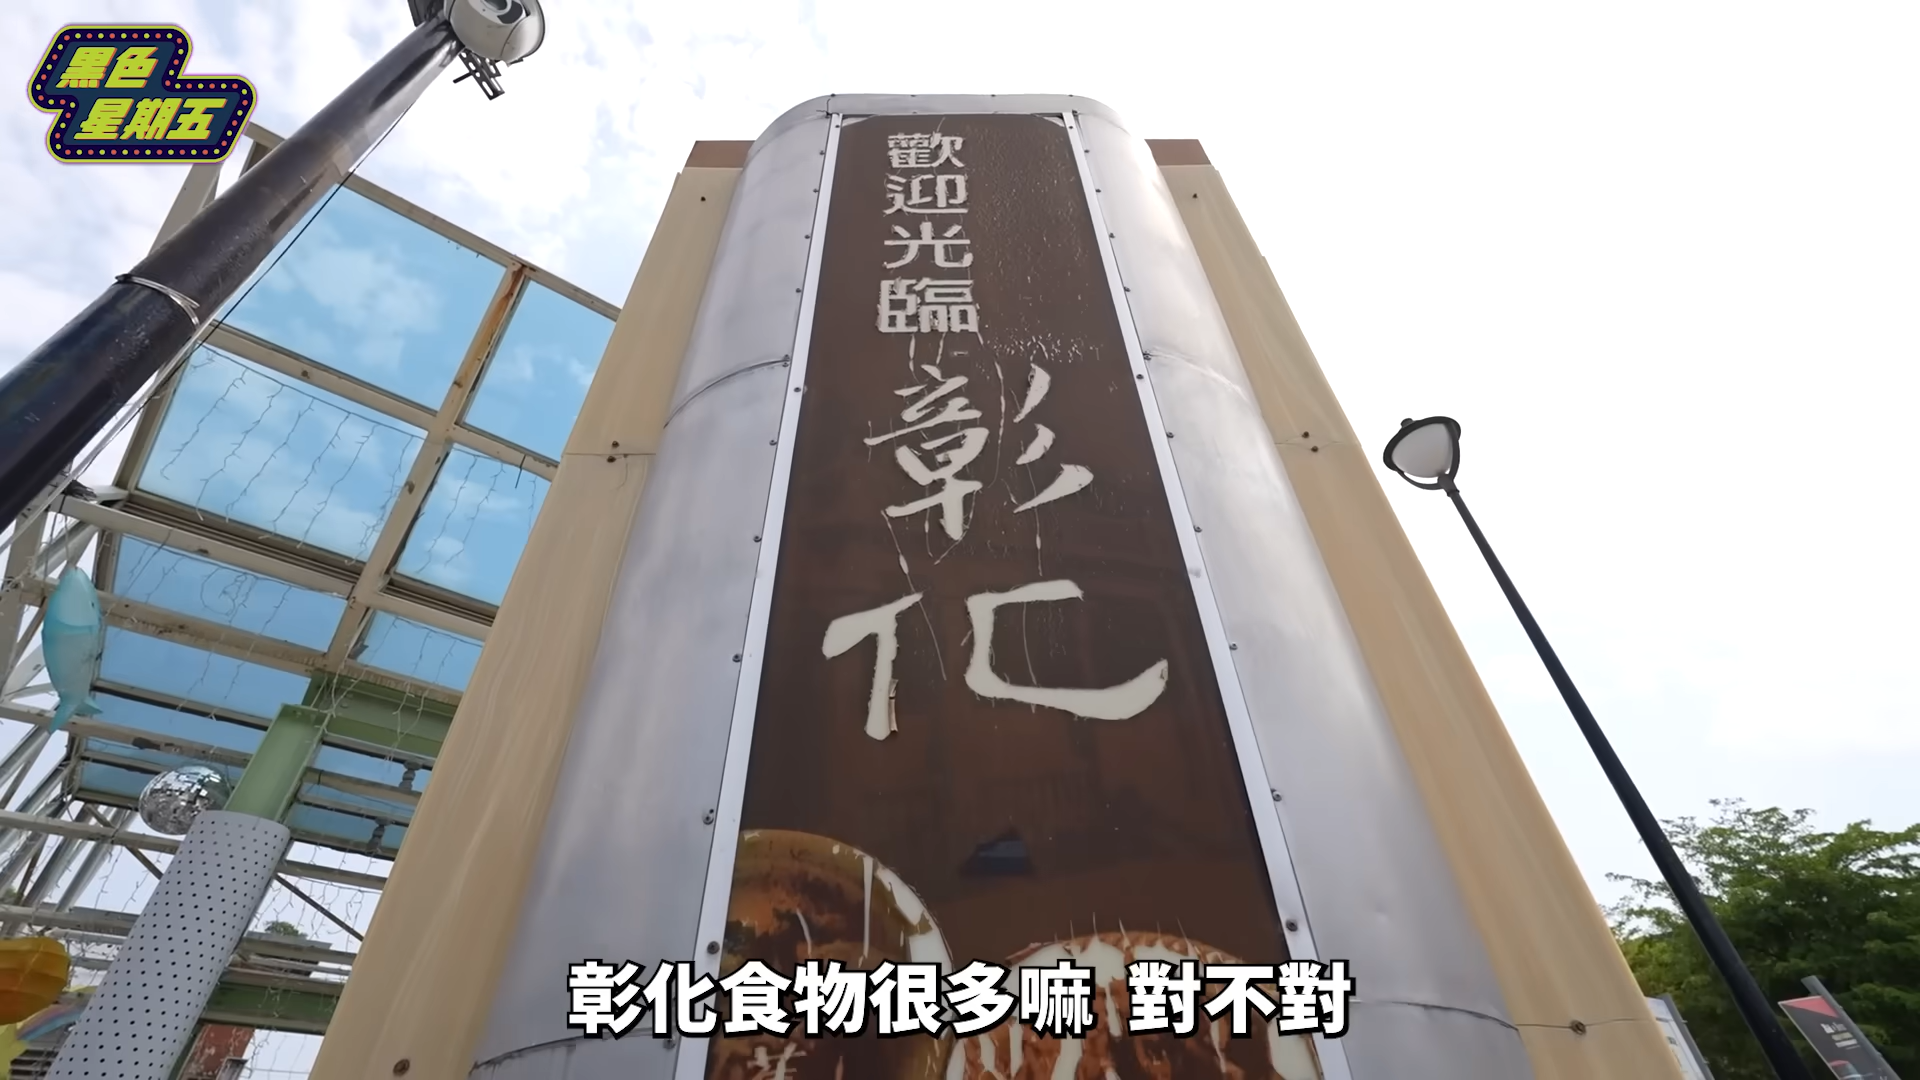 黑色
星期五
歡迎光臨
彰化
彰化食物很多嘛 對不對